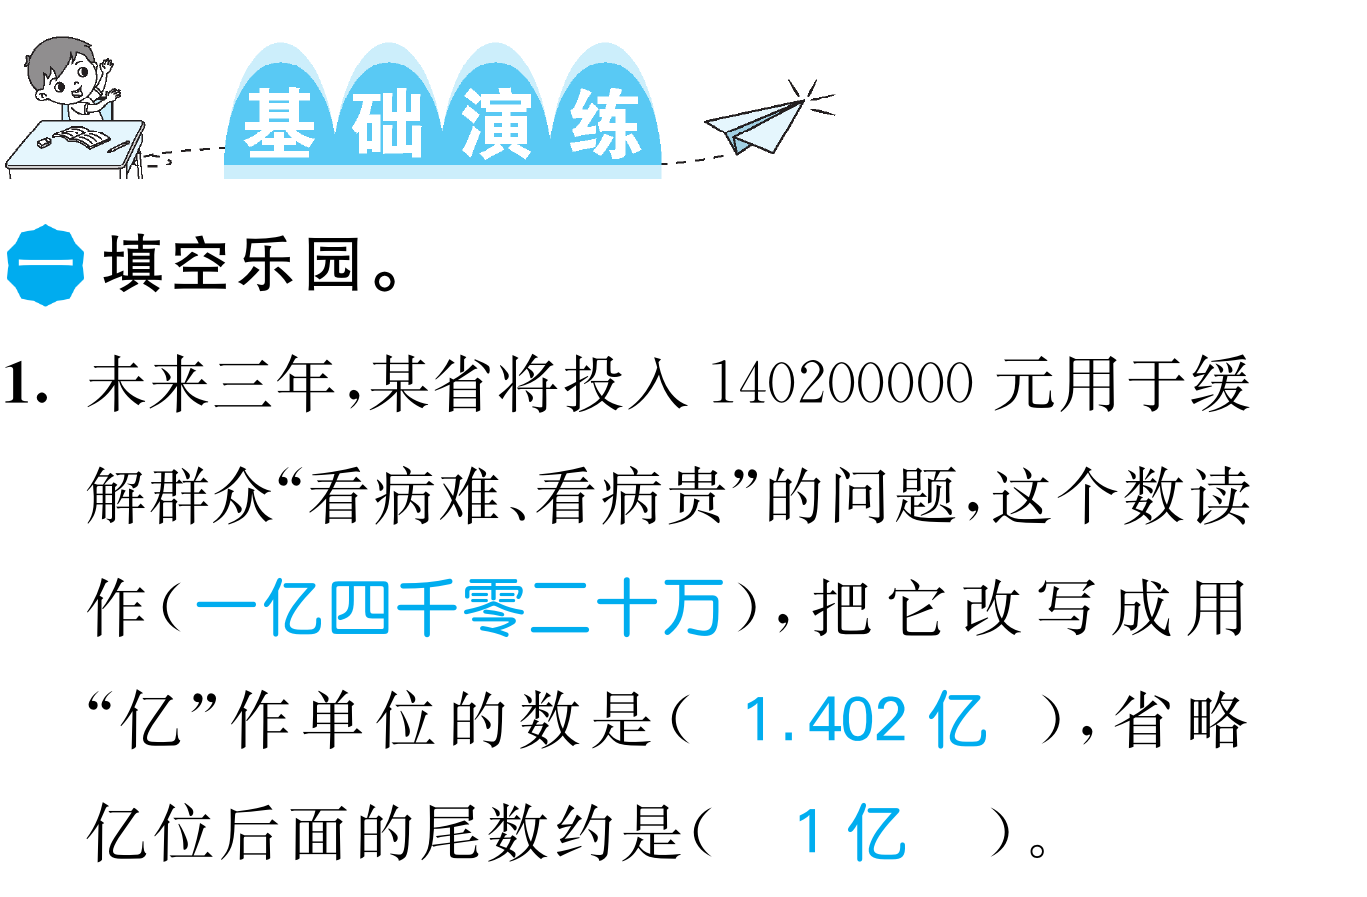 基础演练
一 填空乐园。
1. 未来三年,某省将投入 140200000 元用于缓
解群众“看病难、看病贵”的问题,这个数读
作(一亿四千零二十万),把它改写成用
“亿”作单位的数是( 1.402 亿 ),省略
亿位后面的尾数约是( 1 亿 )。